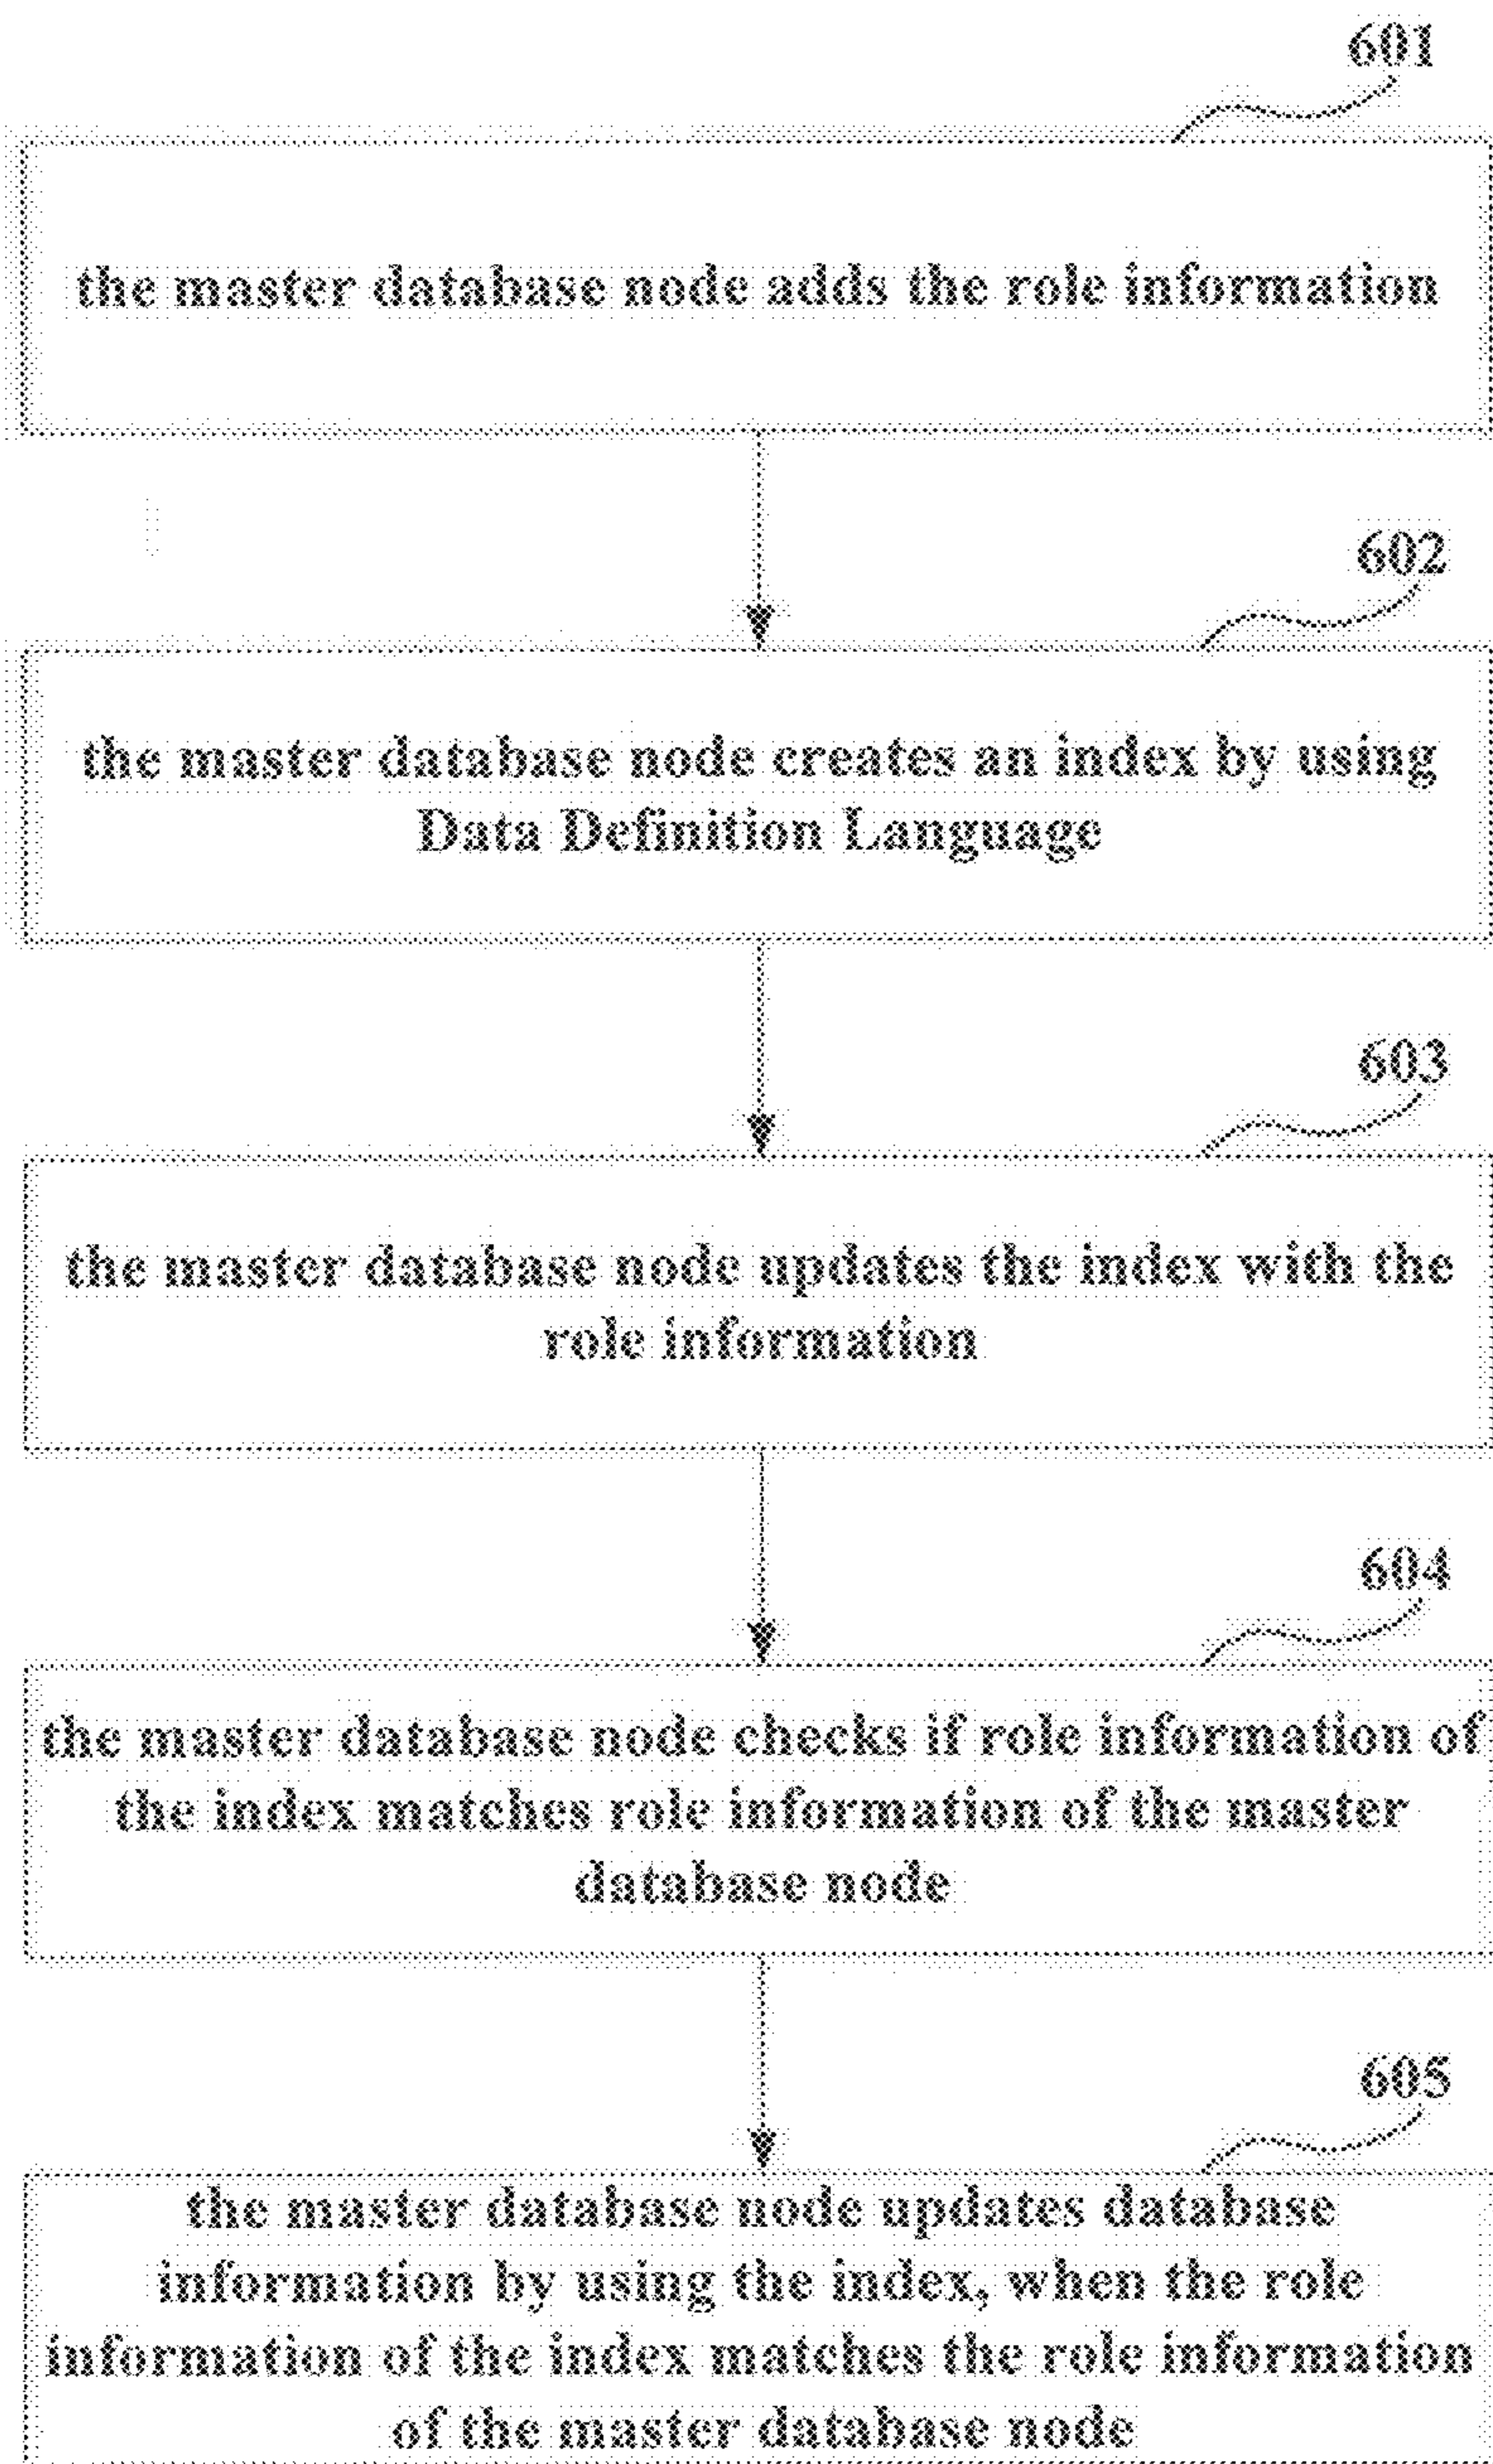 601
the master database node adds the role information
602
the master database node creates an index by using
Data Definition Language
603
the master database node updates the index with the
role information
604
the master database node checks if role information of
the index matches role information of the master
database node
605
the master database node updates database
information by using the index, when the role
information of the index matches the role information
of the master database node